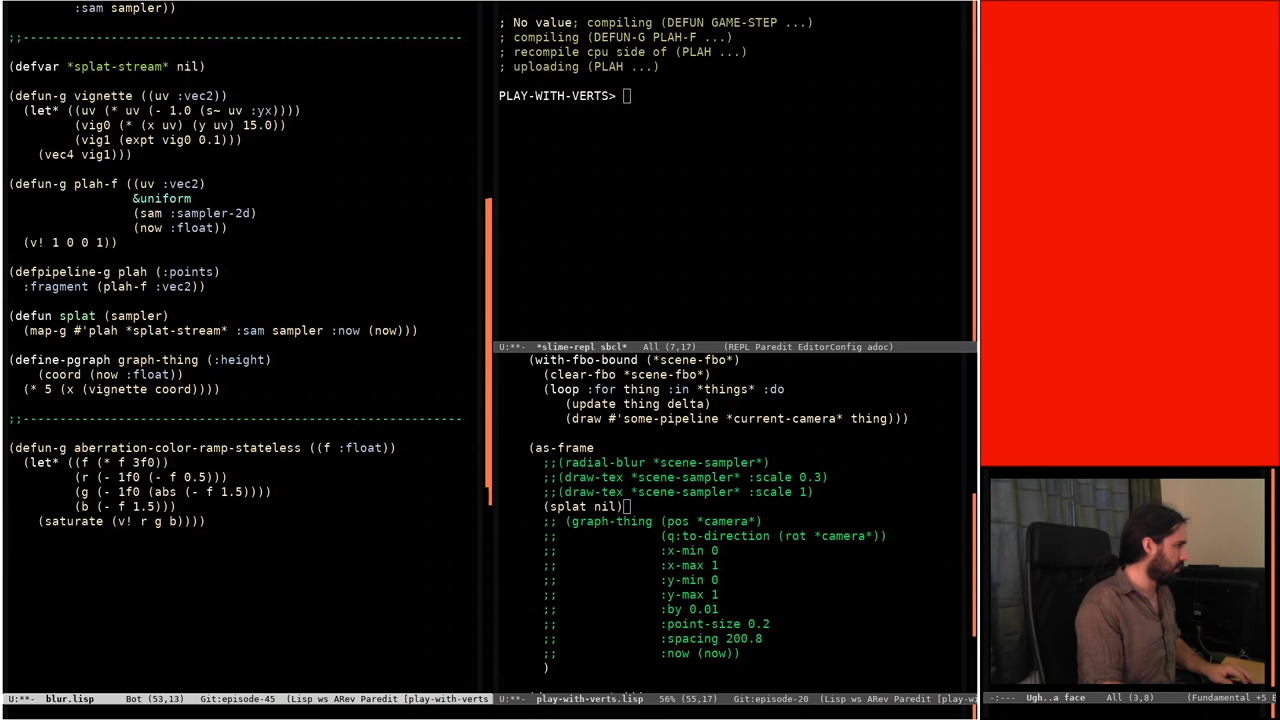 :sam sampler))
;;------------------------------------------------------------
(defvar *splat-stream* nil)
(defun-g vignette ((uv :vec2))
(let* ((uv (* uv (- 1.0 (s~ uv :yx))))
(vig0 (* (x uv) (y uv) 15.0))
(vig1 (expt vig0 0.1)))
(vec4 vig1)))
(defun-g plah-f ((uv :vec2)
&uniform
(sam :sampler-2d)
(now :float))
(v! 1 0 0 1))
(defpipeline-g plah (:points)
:fragment (plah-f :vec2))
(defun splat (sampler)
(map-g #'plah *splat-stream* :sam sampler :now (now)))
(define-pgraph graph-thing (:height)
(coord (now :float))
(* 5 (x (vignette coord))))
;;------------------------------------------------------------
(defun-g aberration-color-ramp-stateless ((f :float))
(let* ((f (* f 3f0))
(r (- 1f0 (- f 0.5)))
(g (- 1f0 (abs (- f 1.5))))
(b (- f 1.5)))
(saturate (v! r g b))))
U:**- blur.lisp Bot (53,13) Git:episode-45 (Lisp ws ARev Paredit [play-with-verts
; No value; compiling (DEFUN GAME-STEP ...)
; compiling (DEFUN-G PLAH-F ...)
; recompile cpu side of (PLAH ...)
; uploading (PLAH ...)
PLAY-WITH-VERTS>
U:**- *slime-repl sbcl* All (7,17) (REPL Paredit EditorConfig adoc)
(with-fbo-bound (*scene-fbo*)
(clear-fbo *scene-fbo*)
(loop :for thing :in *things* :do
(update thing delta)
(draw #'some-pipeline *current-camera* thing)))
(as-frame
;;(radial-blur *scene-sampler*)
;;(draw-tex *scene-sampler* :scale 0.3)
;;(draw-tex *scene-sampler* :scale 1)
(splat nil)
;; (graph-thing (pos *camera*)
;; (q:to-direction (rot *camera*))
;; :x-min 0
;; :x-max 1
;; :y-min 0
;; :y-max 1
;; :by 0.01
;; :point-size 0.2
;; :spacing 200.8
;; :now (now))
)
U:**- play-with-verts.lisp 56% (55,17) Git:episode-20 (Lisp ws ARev Paredit [play-wi
-:--- Ugh..a face All (3,8) (Fundamental +5 E